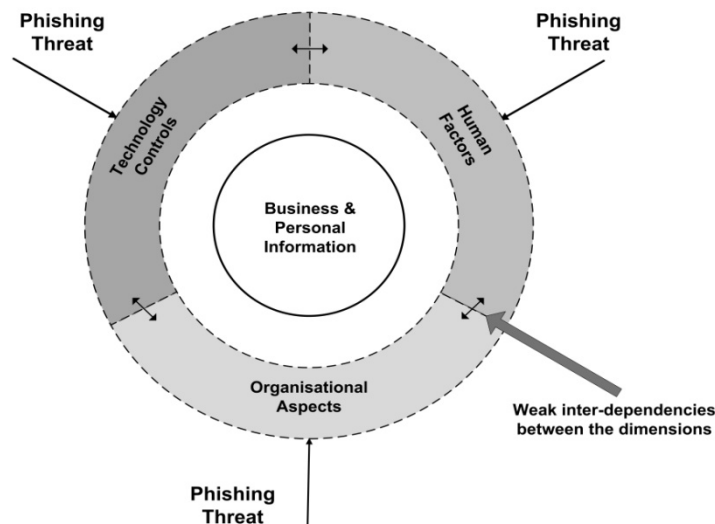 Phishing
Threat
Phishing
Threat
Technology
Controls
Human
Factors
Business &
Personal
Information
Organisational
Aspects
Weak inter-dependencies
between the dimensions
Phishing
Threat